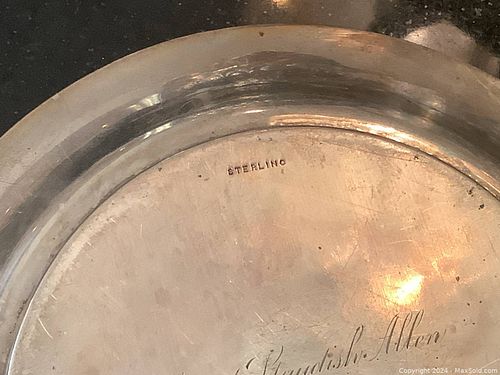 STERLING
Standish Allen
Copyright 2024 - MaxSold.com